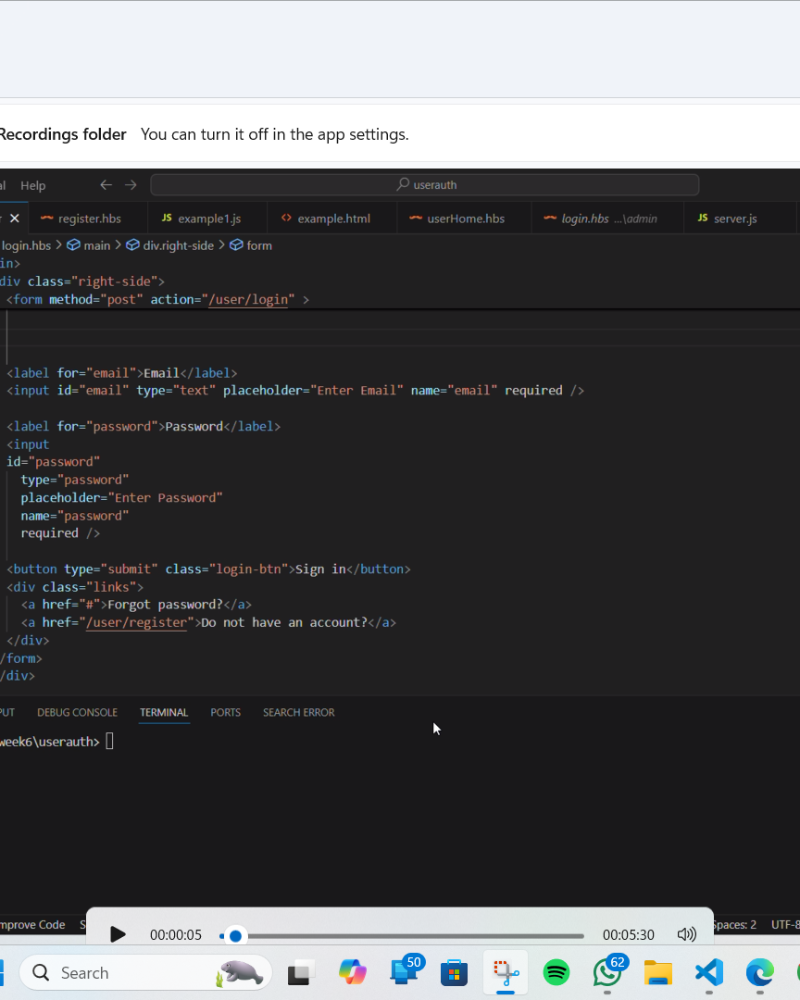 Recordings folder You can turn it off in the app settings.
al Help userauth
register.hbs JS example1.js <> example.html userHome.hbs login.hbs ...\admin JS server.js
login.hbs > main > div.right-side > form
in>
div class="right-side">
<form method="post" action="/user/login" >
<label for="email">Email</label>
<input id="email" type="text" placeholder="Enter Email" name="email" required />
<label for="password">Password</label>
<input
id="password"
type="password"
placeholder="Enter Password"
name="password"
required />
<button type="submit" class="login-btn">Sign in</button>
<div class="links">
<a href="#">Forgot password?</a>
<a href="/user/register">Do not have an account?</a>
</div>
/form>
/div>
PUT DEBUG CONSOLE TERMINAL PORTS SEARCH ERROR
week6\userauth>
mprove Code S Spaces: 2 UTF-8
00:00:05 00:05:30
Search 50 62